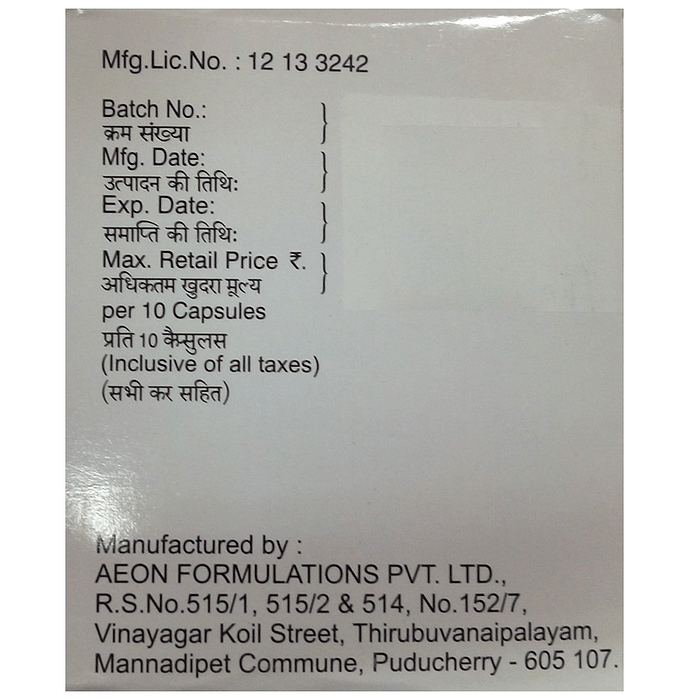 Mfg.Lic.No. : 12 13 3242
Batch No.:
क्रम संख्या
Mfg. Date:
उत्पादन की तिथिः
Exp. Date:
समाप्ति की तिथिः
Max. Retail Price ₹.
अधिकतम खुदरा मूल्य
per 10 Capsules
प्रति 10 कैप्सुलस
(Inclusive of all taxes)
(सभी कर सहित)
Manufactured by :
AEON FORMULATIONS PVT. LTD.,
R.S.No.515/1, 515/2 & 514, No.152/7,
Vinayagar Koil Street, Thirubuvanaipalayam,
Mannadipet Commune, Puducherry - 605 107.